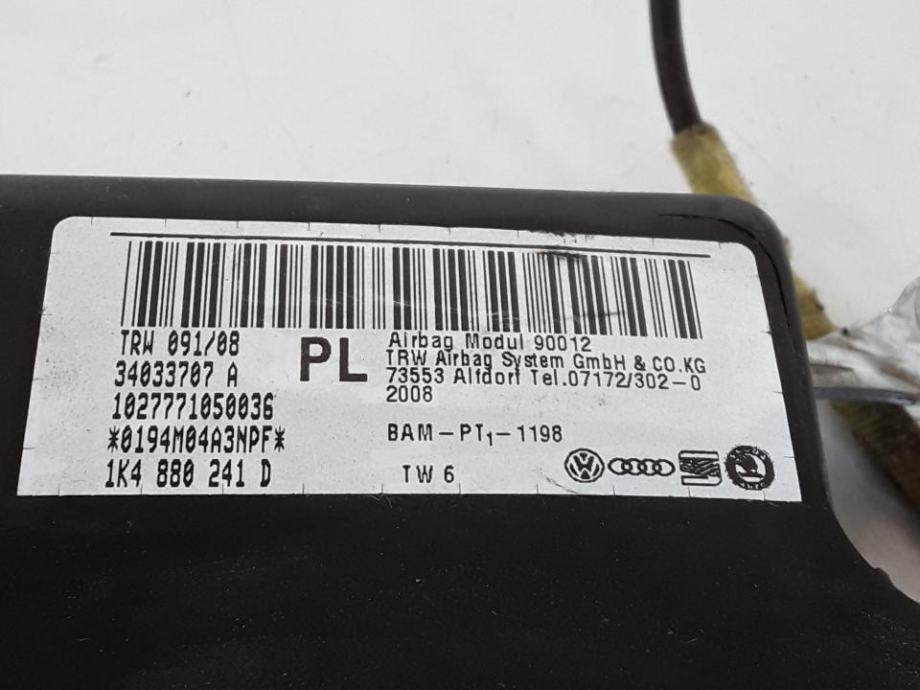 TRW 091/08
34033707 A
1027771050036
*0194M04A3NPF*
1K4 880 241 D
PL
Airbag Modul 90012
TRW Airbag System GmbH & CO.KG
73553 Alfdorf Tel.07172/302-0
2008
BAM-PT₁-1198
TW 6